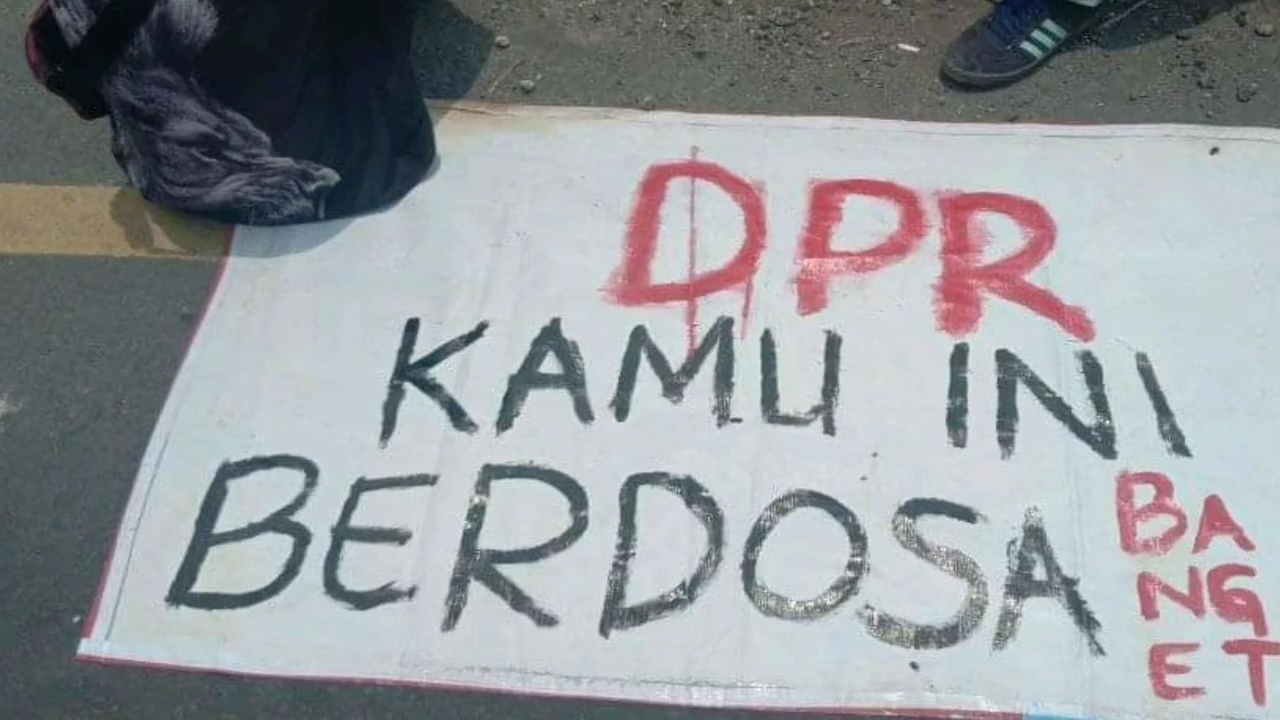 DPR
KAMU INI
BERDOSA
BA
NG
ET